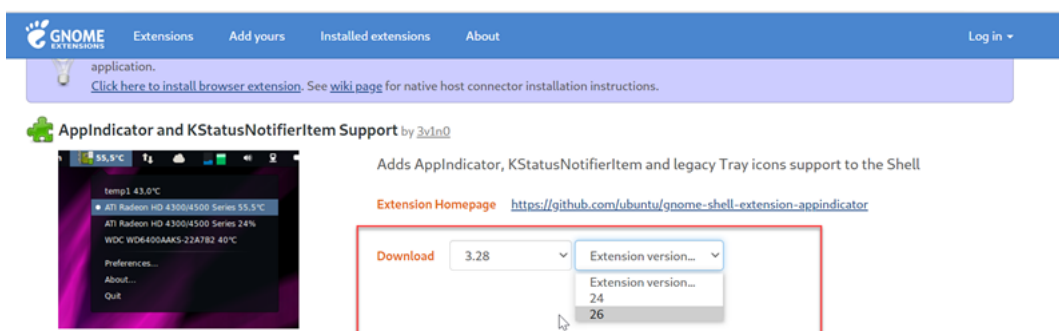 GNOME EXTENSIONS Extensions Add yours Installed extensions About Log in
application.
Click here to install browser extension. See wiki page for native host connector installation instructions.
AppIndicator and KStatusNotifierItem Support by 3v1n0
55,5°C
temp1 43.0°C
ATI Radeon HD 4300/4500 Series 55.5°C
ATI Radeon HD 4300/4500 Series 24%
WDC WD6400AAKS-22A7B2 40°C
Preferences...
About...
Quit
Adds AppIndicator, KStatusNotifierItem and legacy Tray icons support to the Shell
Extension Homepage https://github.com/ubuntu/gnome-shell-extension-appindicator
Download 3.28 Extension version...
Extension version...
24
26